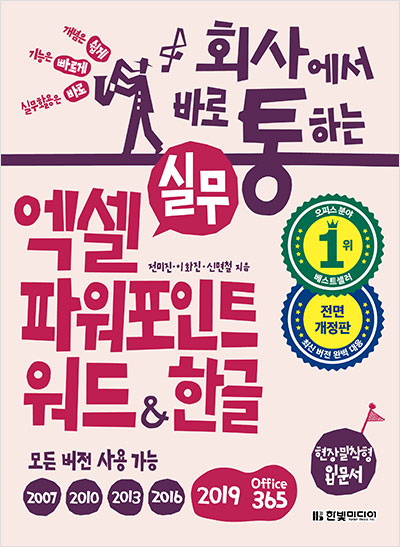 개념은 쉽게
기능은 빠르게
실무활용은 바로
회사에서
바로 통하는
실무
엑셀
전미진·이화진·신면철 지음
파워포인트
워드&한글
오피스 분야
1위
베스트셀러
전면
개정판
최신 버전 완벽 대응
모든 버전 사용 가능
2007 2010 2013 2016 2019 Office 365
현장밀착형
입문서
한빛미디어